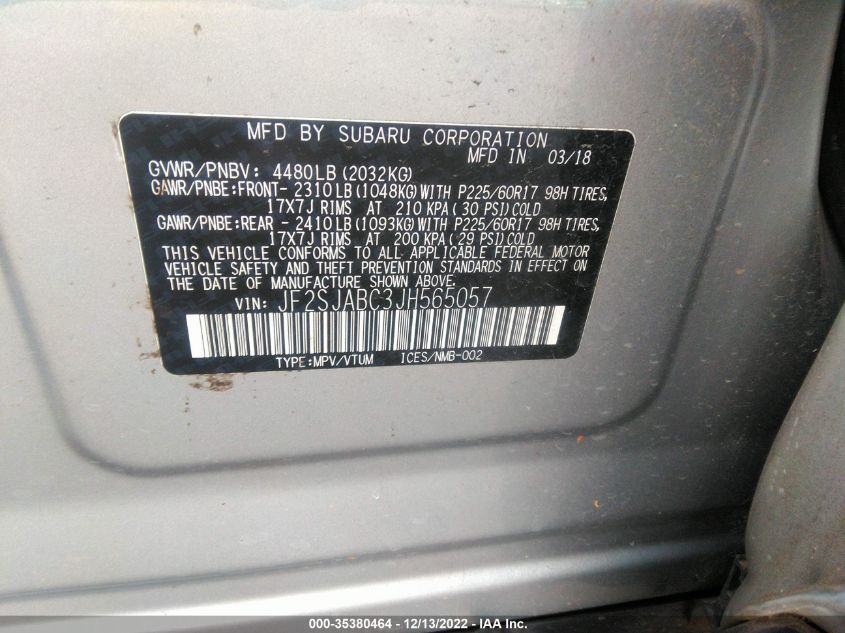 MFD BY SUBARU CORPORATION
MFD IN 03/18
GVWR/PNBV: 4480LB (2032KG)
GAWR/PNBE:FRONT- 2310LB (1048KG) WITH P225/60R17 98H TIRES,
17X7J RIMS AT 210 KPA( 30 PSI)COLD
GAWR/PNBE:REAR - 2410LB (1093KG) WITH P225/60R17 98H TIRES,
17X7J RIMS AT 200 KPA( 29 PSI)COLD
THIS VEHICLE CONFORMS TO ALL APPLICABLE FEDERAL MOTOR
VEHICLE SAFETY AND THEFT PREVENTION STANDARDS IN EFFECT ON
THE DATE OF MANUFACTURE SHOWN ABOVE.
VIN: JF2SJABC3JH565057
TYPE:MPV/VTUM ICES/NMB-002
000-35380464 - 12/13/2022 - IAA Inc.